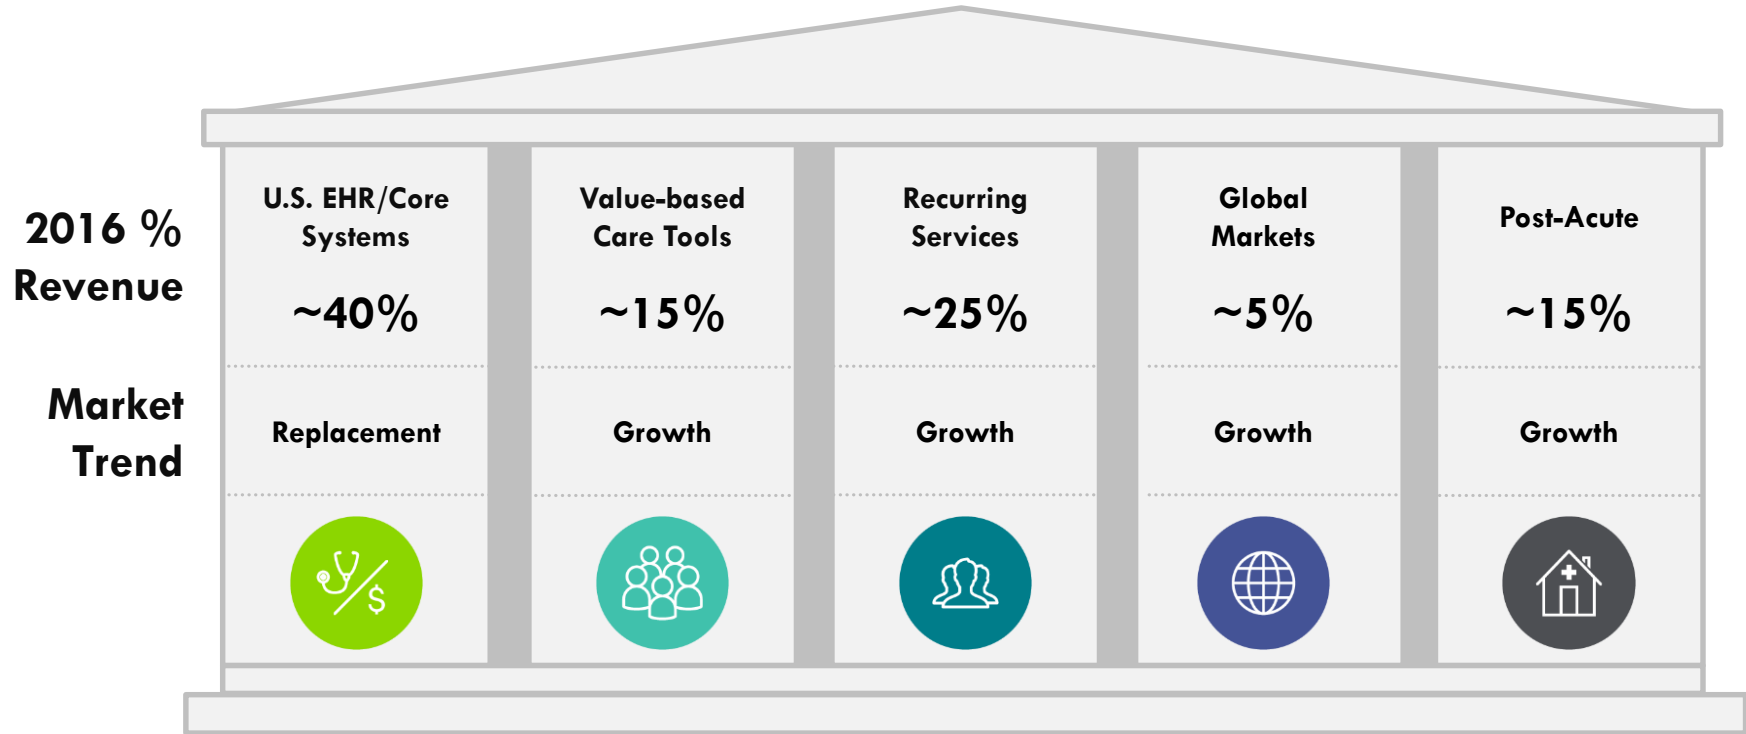 2016 %
Revenue
U.S. EHR/Core
Systems
~40%
Value-based
Care Tools
~15%
Recurring
Services
~25%
Global
Markets
~5%
Post-Acute
~15%
Market
Trend
Replacement
Growth
Growth
Growth
Growth
$